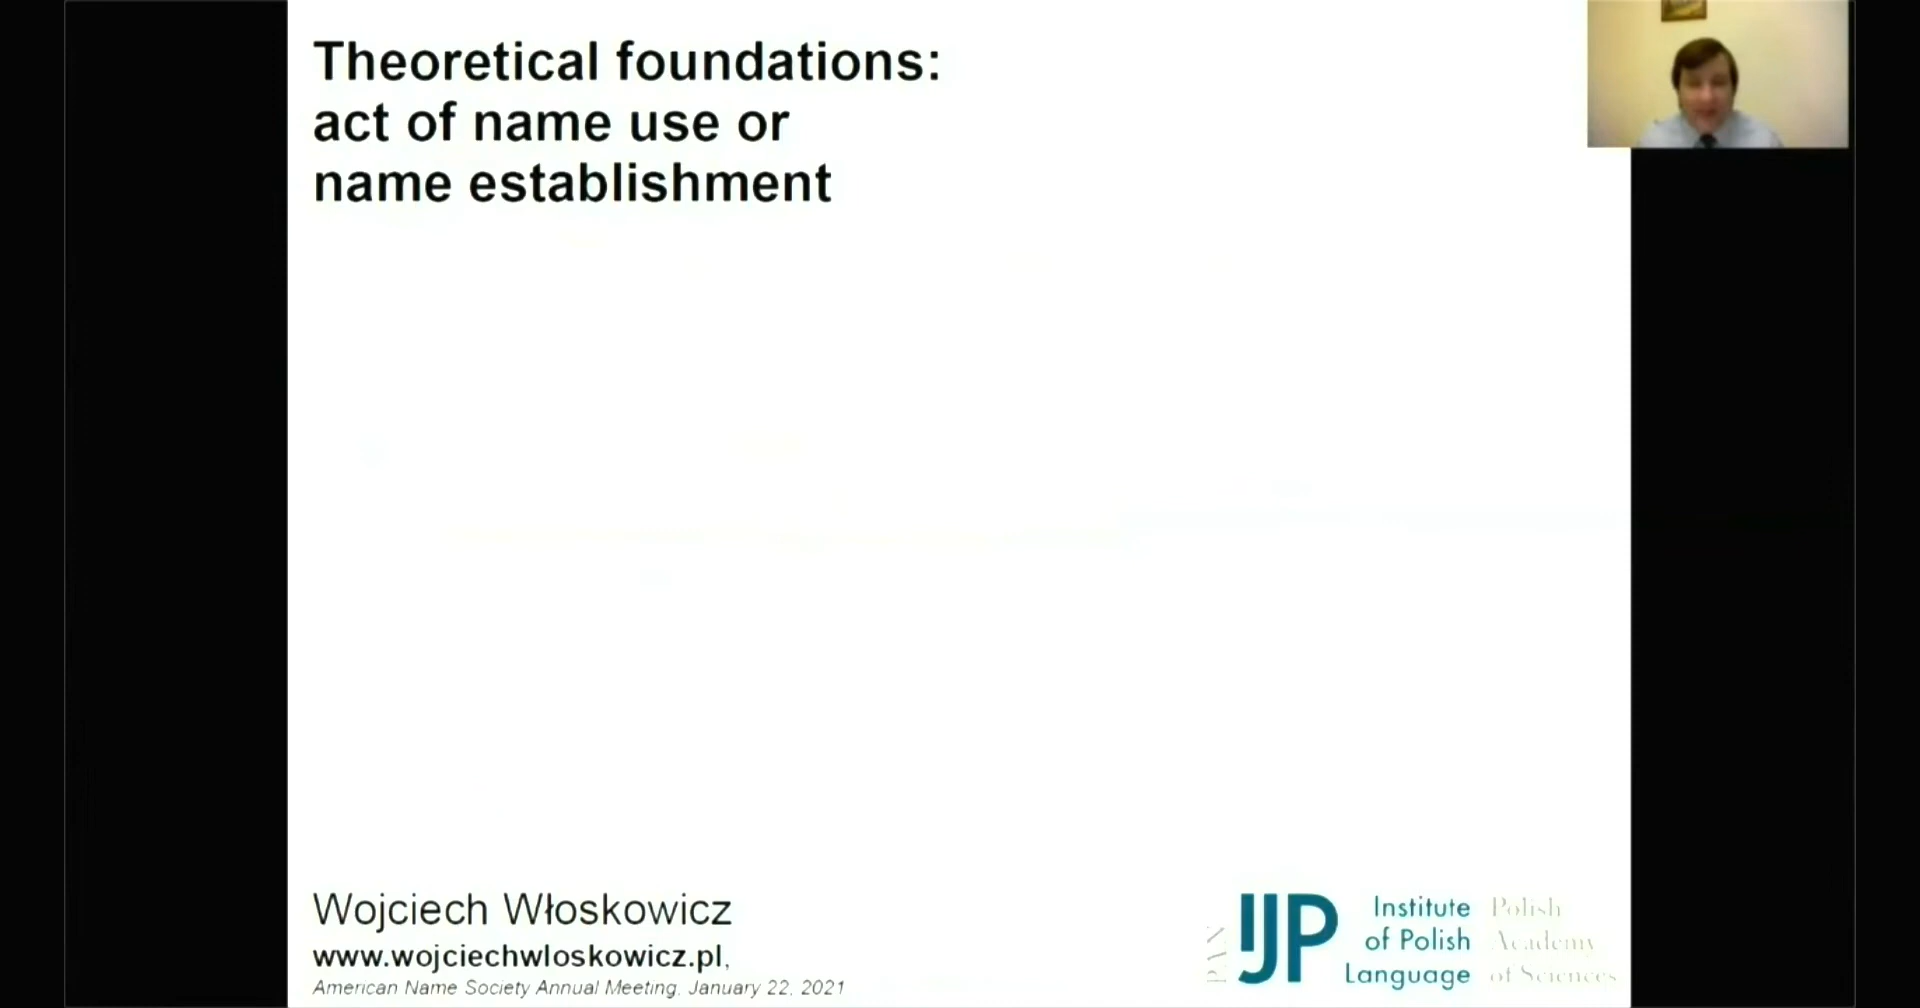 Theoretical foundations:
act of name use or
name establishment
Wojciech Włoskowicz
www.wojciechwloskowicz.pl,
American Name Society Annual Meeting, January 22, 2021
PAN
IJP
Institute
of Polish
Language
Polish
Academy
of Sciences